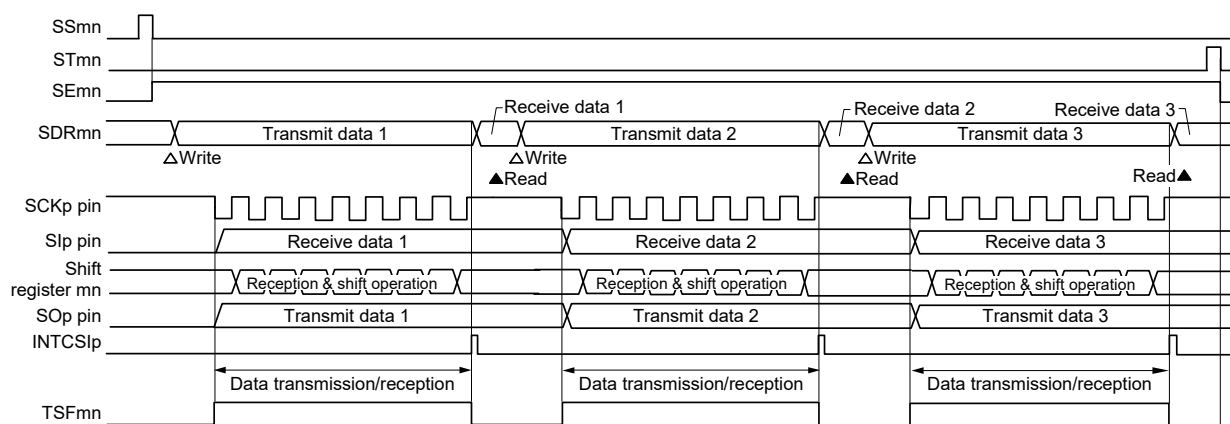 SSmn
STmn
SEmn
Receive data 1
Receive data 2
Receive data 3
SDRmn
Transmit data 1
Transmit data 2
Transmit data 3
△Write
△Write
△Write
▲Read
▲Read
Read▲
SCKp pin
SIp pin
Receive data 1
Receive data 2
Receive data 3
Shift
register mn
Reception & shift operation
Reception & shift operation
Reception & shift operation
SOp pin
Transmit data 1
Transmit data 2
Transmit data 3
INTCSIp
Data transmission/reception
Data transmission/reception
Data transmission/reception
TSFmn